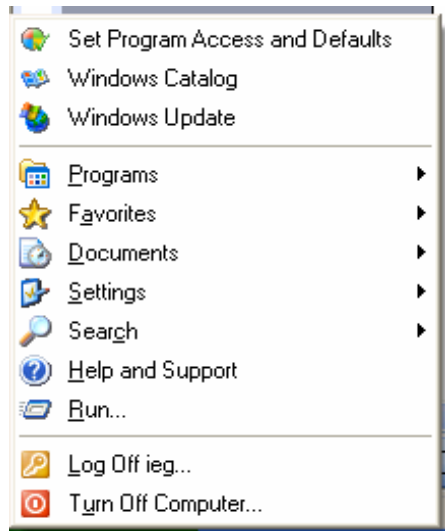 Set Program Access and Defaults
Windows Catalog
Windows Update
Programs
Favorites
Documents
Settings
Search
Help and Support
Run...
Log Off ieg...
Turn Off Computer...